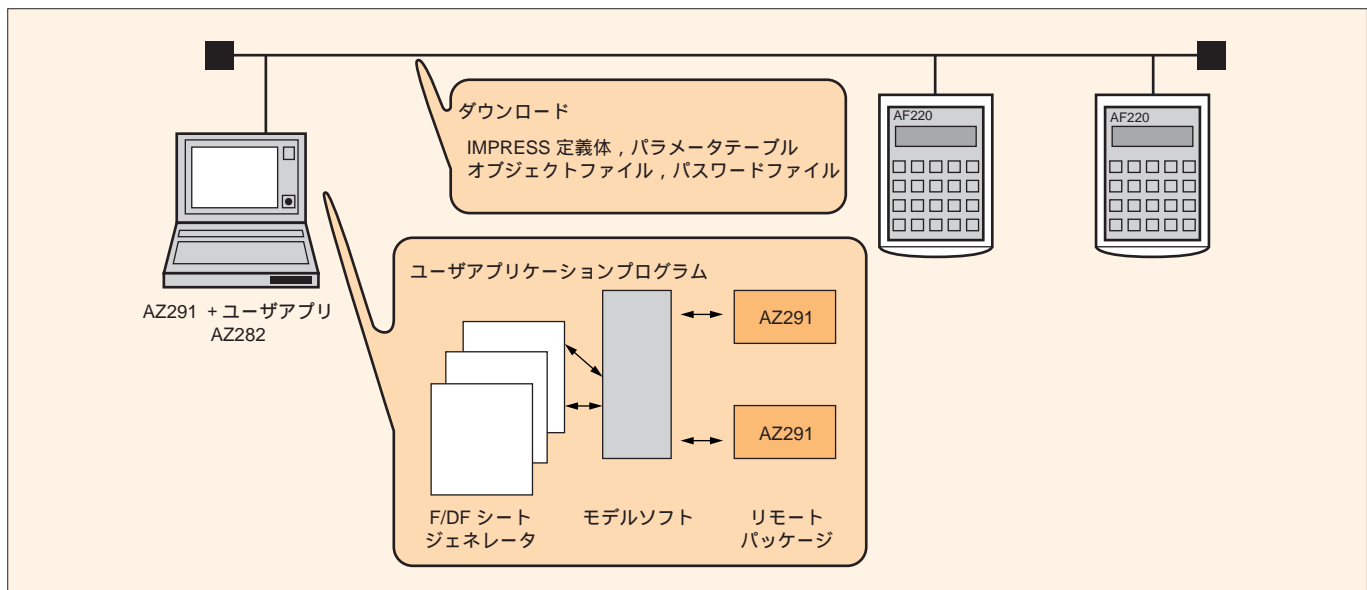 ダウンロード
IMPRESS 定義体，パラメータテーブル
オブジェクトファイル，パスワードファイル
AF220
AF220
AZ291 + ユーザアプリ
AZ282
ユーザアプリケーションプログラム
AZ291
AZ291
F/DF シート
ジェネレータ
モデルソフト
リモート
パッケージ